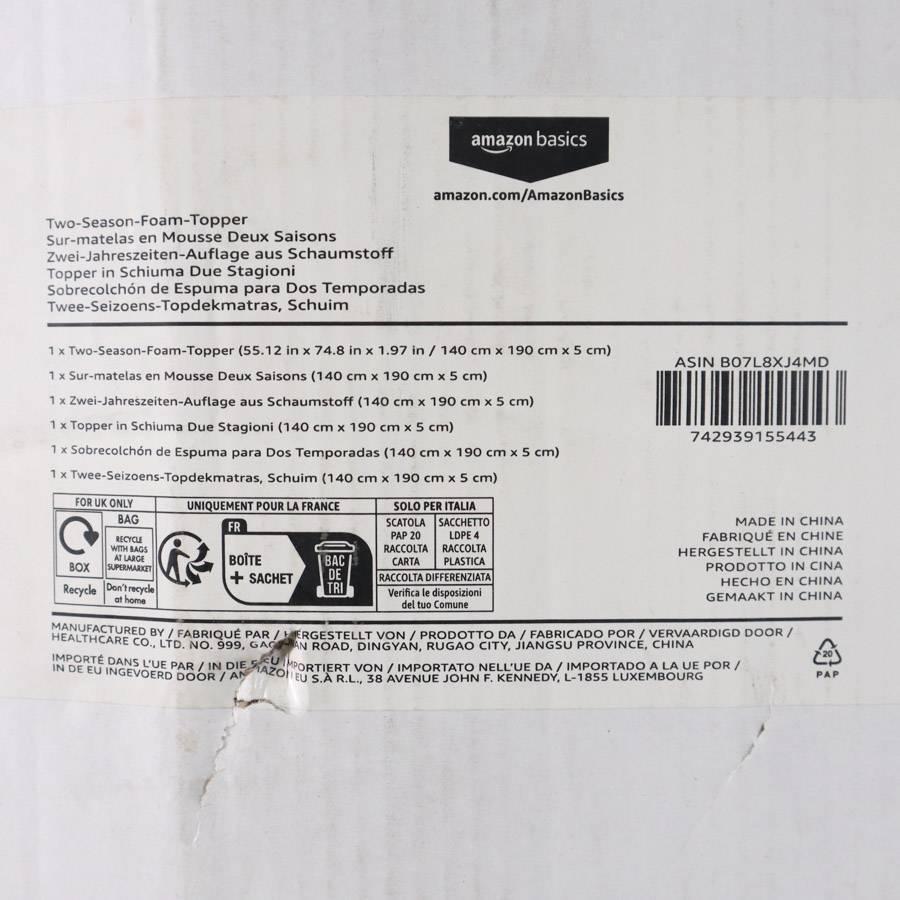 amazon basics
amazon.com/AmazonBasics
Two-Season-Foam-Topper
Sur-matelas en Mousse Deux Saisons
Zwei-Jahreszeiten-Auflage aus Schaumstoff
Topper in Schiuma Due Stagioni
Sobrecolchón de Espuma para Dos Temporadas
Twee-Seizoens-Topdekmatras, Schuim
1 x Two-Season-Foam-Topper (55.12 in x 74.8 in x 1.97 in / 140 cm x 190 cm x 5 cm)
1 x Sur-matelas en Mousse Deux Saisons (140 cm x 190 cm x 5 cm)
1 x Zwei-Jahreszeiten-Auflage aus Schaumstoff (140 cm x 190 cm x 5 cm)
1 x Topper in Schiuma Due Stagioni (140 cm x 190 cm x 5 cm)
1 x Sobrecolchón de Espuma para Dos Temporadas (140 cm x 190 cm x 5 cm)
1 x Twee-Seizoens-Topdekmatras, Schuim (140 cm x 190 cm x 5 cm)
ASIN B07L8XJ4MD
742939155443
FOR UK ONLY
BOX
Recycle
BAG
RECYCLE
WITH BAGS
AT LARGE
SUPERMARKET
Don't recycle
at home
UNIQUEMENT POUR LA FRANCE
FR
BOÎTE
+ SACHET
BAC
DE
TRI
SOLO PER ITALIA
SCATOLA
PAP 20
RACCOLTA
CARTA
SACCHETTO
LDPE 4
RACCOLTA
PLASTICA
RACCOLTA DIFFERENZIATA
Verifica le disposizioni
del tuo Comune
MADE IN CHINA
FABRIQUÉ EN CHINE
HERGESTELLT IN CHINA
PRODOTTO IN CINA
HECHO EN CHINA
GEMAAKT IN CHINA
MANUFACTURED BY / FABRIQUÉ PAR / HERGESTELLT VON / PRODOTTO DA / FABRICADO POR / VERVAARDIGD DOOR /
HEALTHCARE CO., LTD. NO. 999, ROAD, DINGYAN, RUGAO CITY, JIANGSU PROVINCE, CHINA
IMPORTÉ DANS L'UE PAR / IN DIE EU IMPORTIERT VON / IMPORTATO NELL'UE DA / IMPORTADO A LA UE POR /
IN DE EU INGEVOERD DOOR / AMAZON EU S.À R.L., 38 AVENUE JOHN F. KENNEDY, L-1855 LUXEMBOURG
20
PAP